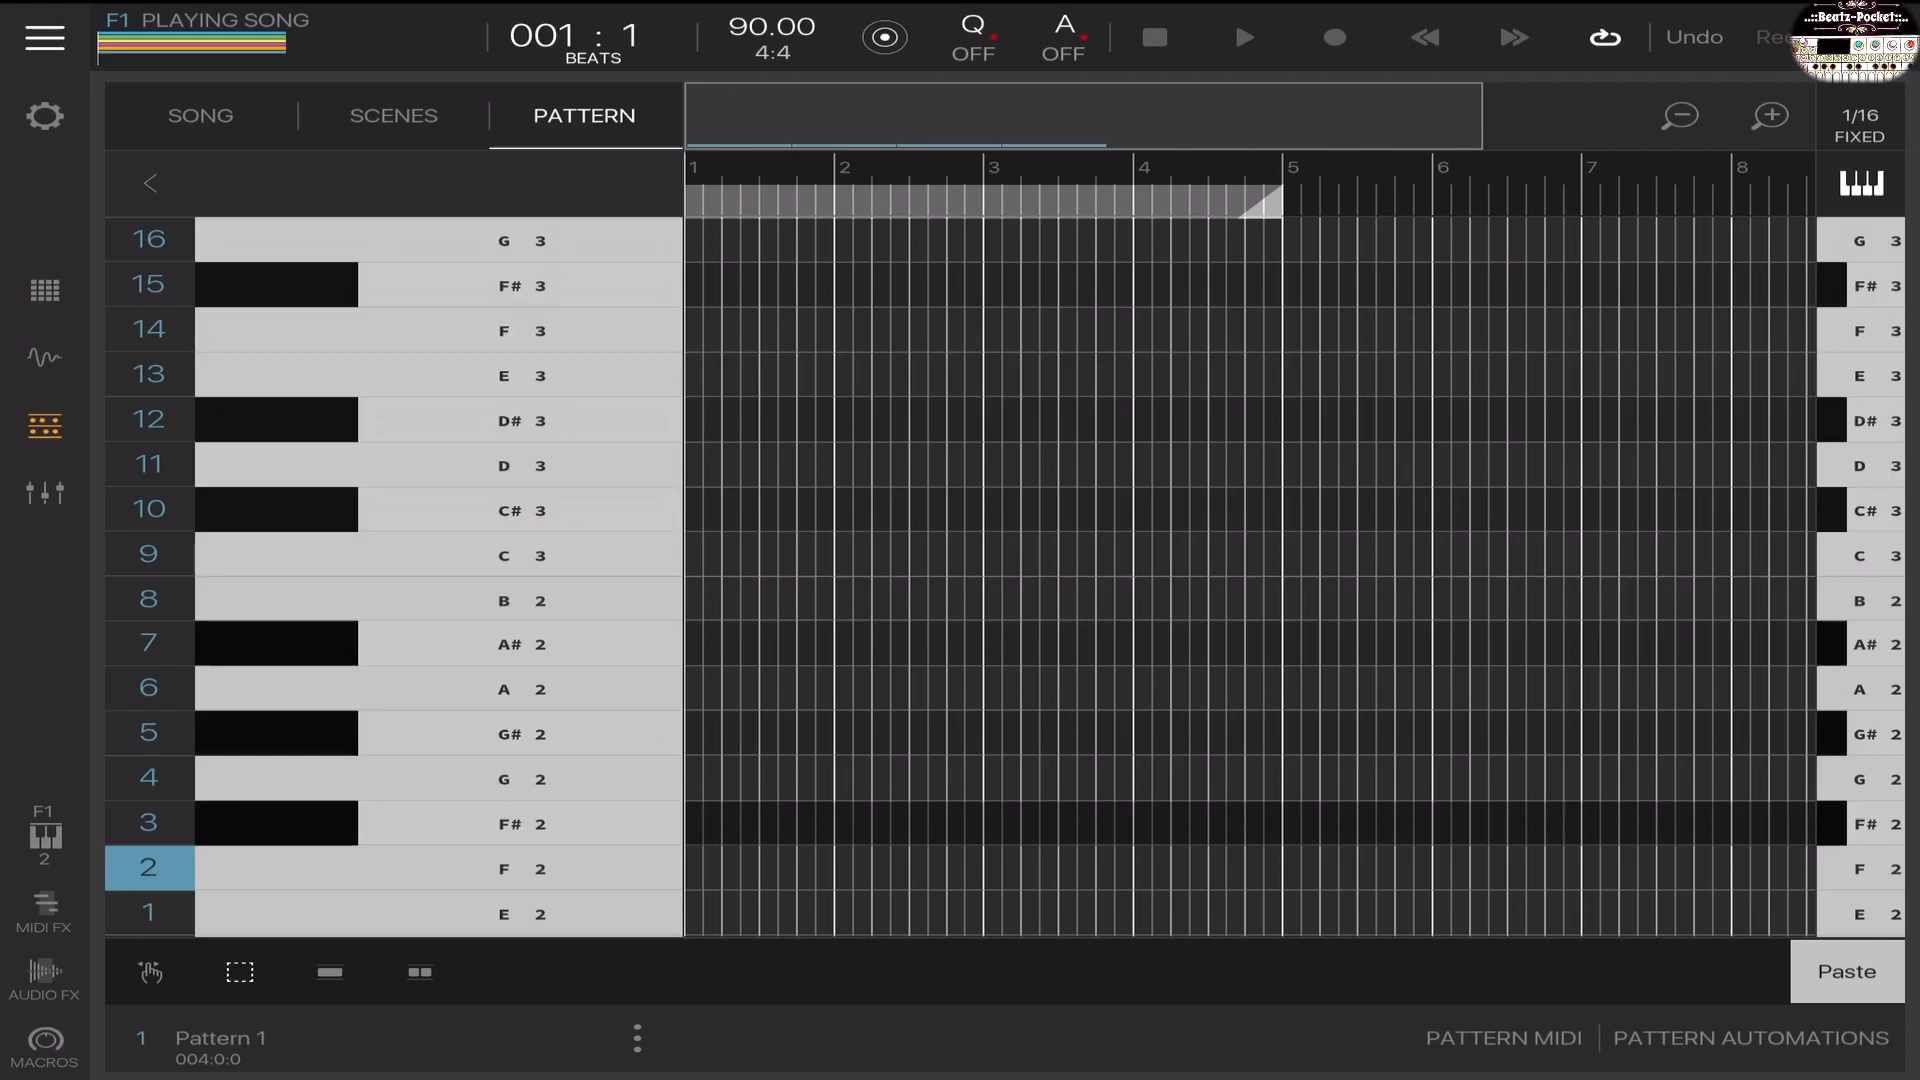 F1 PLAYING SONG
001 : 1
BEATS
90.00
4:4
Q
OFF
A
OFF
Undo
..::Beatz-Pocket::..
SONG
SCENES
PATTERN
1/16
FIXED
<
1 2 3 4 5 6 7 8
16 G 3 G 3
15 F# 3 F# 3
14 F 3 F 3
13 E 3 E 3
12 D# 3 D# 3
11 D 3 D 3
10 C# 3 C# 3
9 C 3 C 3
8 B 2 B 2
7 A# 2 A# 2
6 A 2 A 2
5 G# 2 G# 2
4 G 2 G 2
3 F# 2 F# 2
2 F 2 F 2
1 E 2 E 2
F1
2
MIDI FX
AUDIO FX
MACROS
Paste
1 Pattern 1
004:0:0
PATTERN MIDI
PATTERN AUTOMATIONS